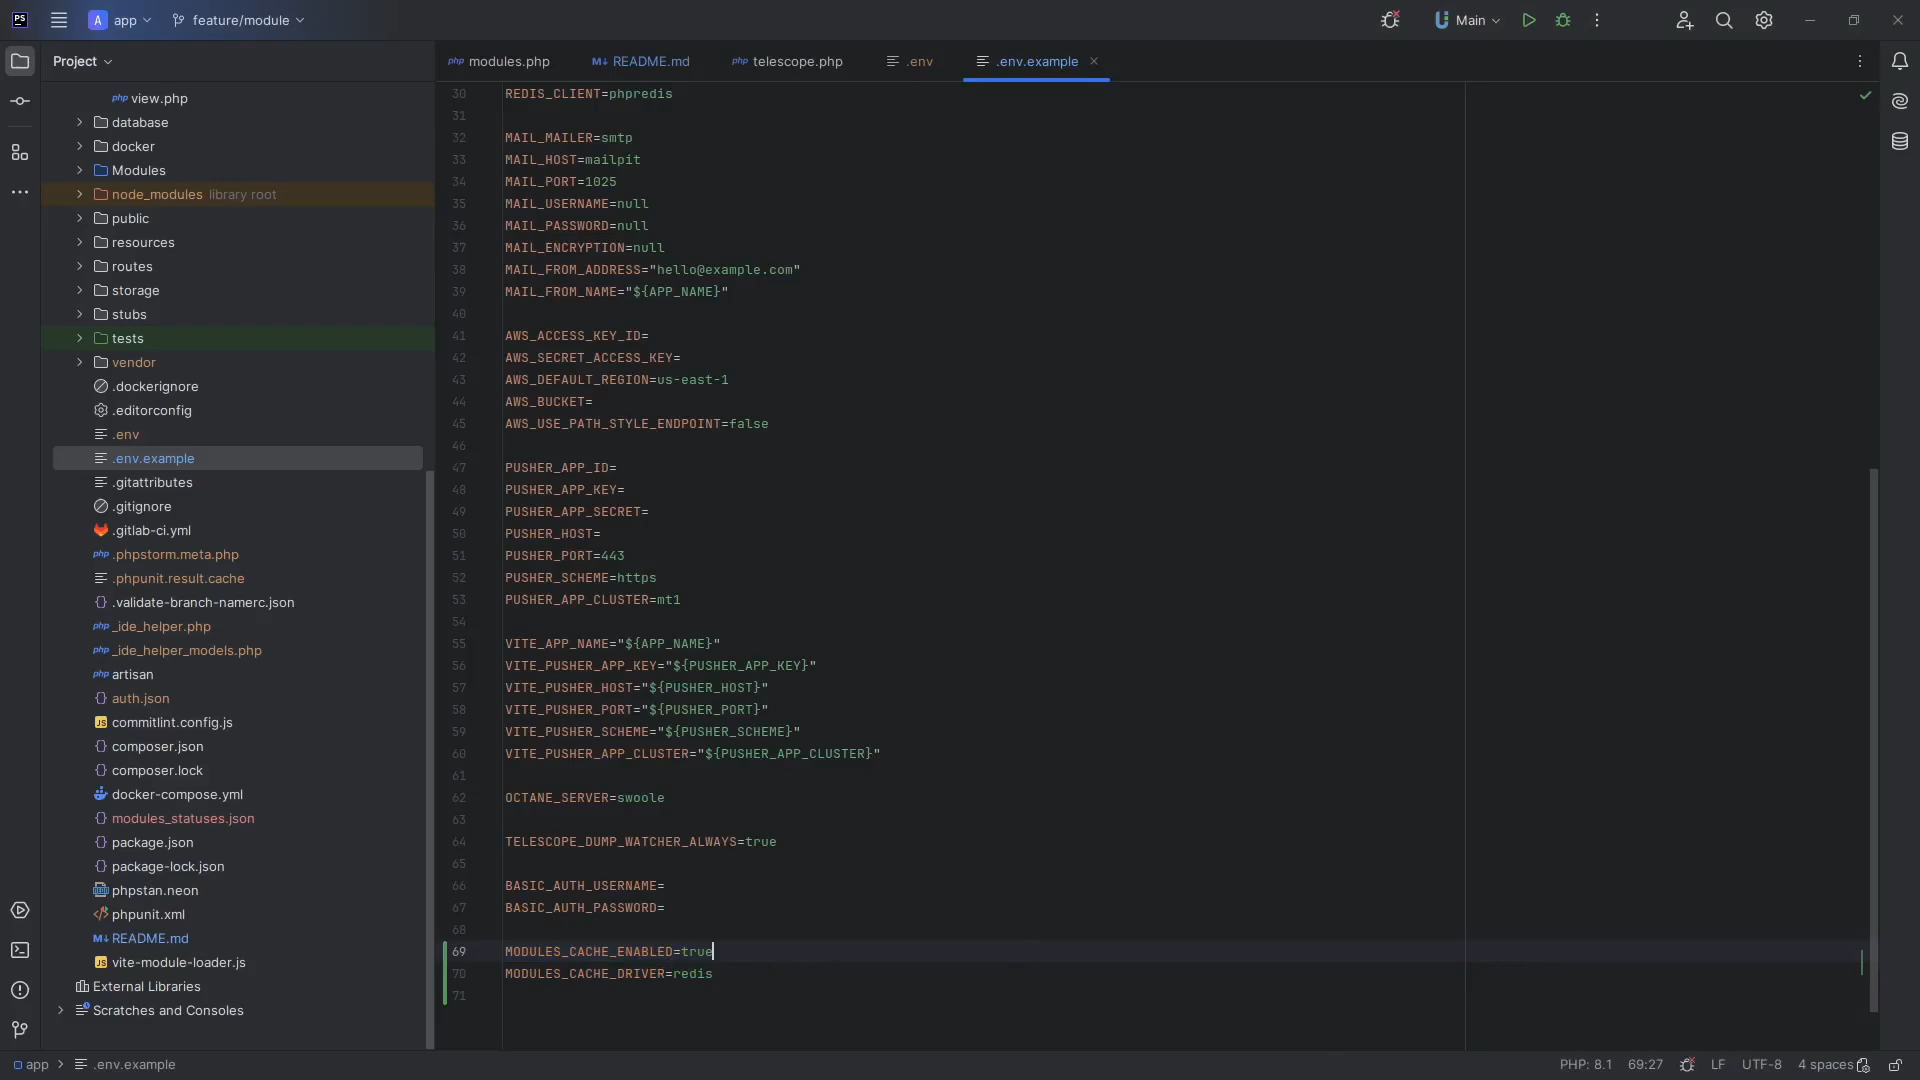 PS
A app
feature/module
Main
Project
php modules.php
M↓ README.md
php telescope.php
.env
.env.example
php view.php
database
docker
Modules
node_modules library root
public
resources
routes
storage
stubs
tests
vendor
.dockerignore
.editorconfig
.env
.env.example
.gitattributes
.gitignore
.gitlab-ci.yml
php .phpstorm.meta.php
.phpunit.result.cache
{} .validate-branch-namerc.json
php _ide_helper.php
php _ide_helper_models.php
php artisan
{} auth.json
JS commitlint.config.js
{} composer.json
{} composer.lock
docker-compose.yml
{} modules_statuses.json
{} package.json
{} package-lock.json
phpstan.neon
phpunit.xml
M↓ README.md
JS vite-module-loader.js
External Libraries
Scratches and Consoles
30 REDIS_CLIENT=phpredis
31
32 MAIL_MAILER=smtp
33 MAIL_HOST=mailpit
34 MAIL_PORT=1025
35 MAIL_USERNAME=null
36 MAIL_PASSWORD=null
37 MAIL_ENCRYPTION=null
38 MAIL_FROM_ADDRESS="hello@example.com"
39 MAIL_FROM_NAME="${APP_NAME}"
40
41 AWS_ACCESS_KEY_ID=
42 AWS_SECRET_ACCESS_KEY=
43 AWS_DEFAULT_REGION=us-east-1
44 AWS_BUCKET=
45 AWS_USE_PATH_STYLE_ENDPOINT=false
46
47 PUSHER_APP_ID=
48 PUSHER_APP_KEY=
49 PUSHER_APP_SECRET=
50 PUSHER_HOST=
51 PUSHER_PORT=443
52 PUSHER_SCHEME=https
53 PUSHER_APP_CLUSTER=mt1
54
55 VITE_APP_NAME="${APP_NAME}"
56 VITE_PUSHER_APP_KEY="${PUSHER_APP_KEY}"
57 VITE_PUSHER_HOST="${PUSHER_HOST}"
58 VITE_PUSHER_PORT="${PUSHER_PORT}"
59 VITE_PUSHER_SCHEME="${PUSHER_SCHEME}"
60 VITE_PUSHER_APP_CLUSTER="${PUSHER_APP_CLUSTER}"
61
62 OCTANE_SERVER=swoole
63
64 TELESCOPE_DUMP_WATCHER_ALWAYS=true
65
66 BASIC_AUTH_USERNAME=
67 BASIC_AUTH_PASSWORD=
68
69 MODULES_CACHE_ENABLED=true
70 MODULES_CACHE_DRIVER=redis
71
app > .env.example
PHP: 8.1
69:27
LF
UTF-8
4 spaces